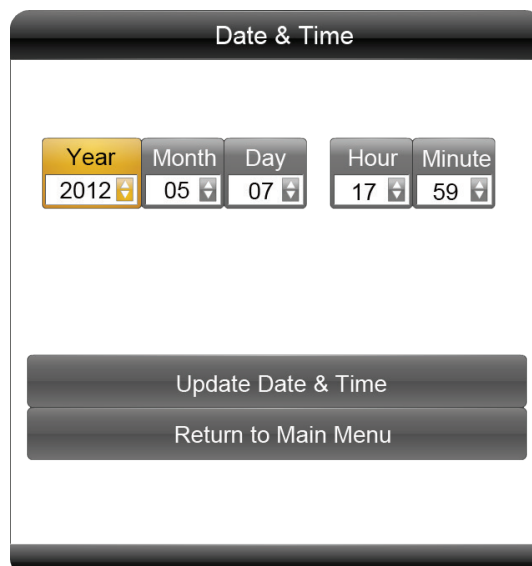 Date & Time
Year Month Day Hour Minute
2012 05 07 17 59
Update Date & Time
Return to Main Menu